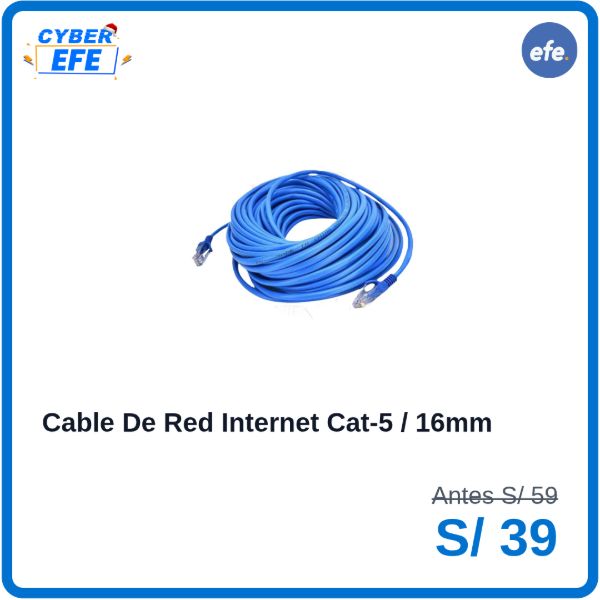 CYBER
EFE
efe.
Cable De Red Internet Cat-5 / 16mm
Antes S/ 59
S/ 39